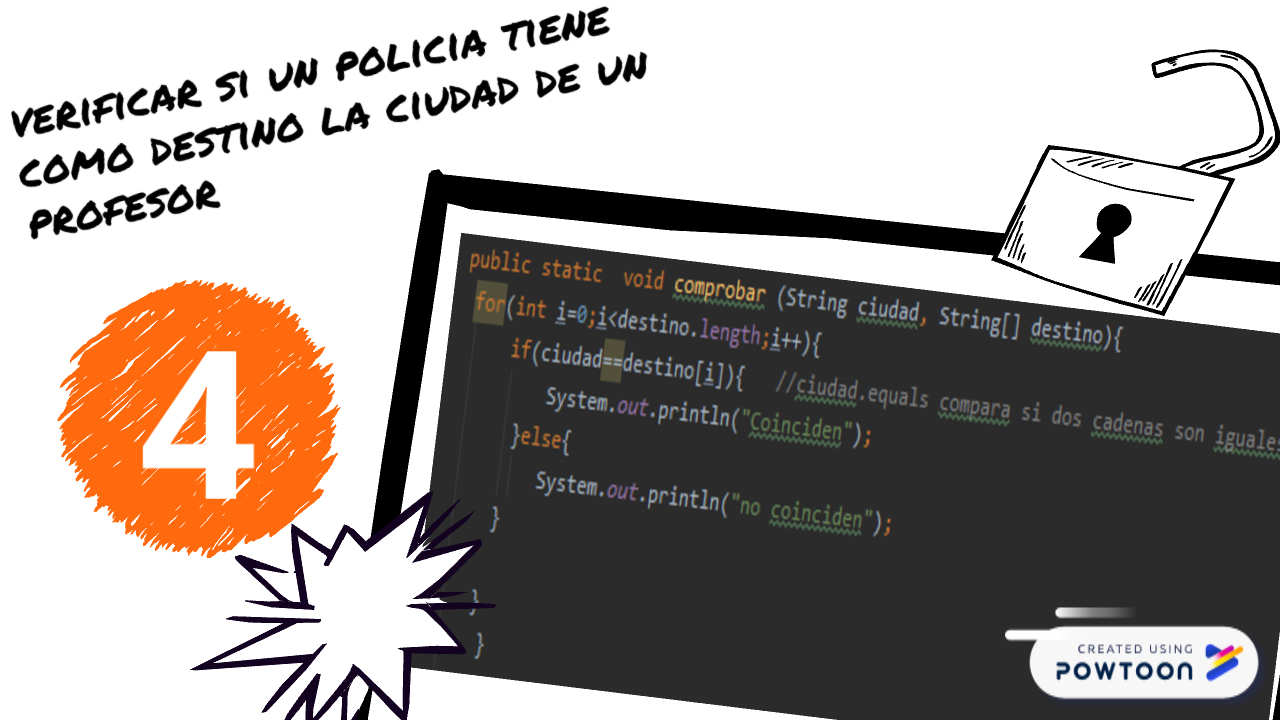 VERIFICAR SI UN POLICIA TIENE
COMO DESTINO LA CIUDAD DE UN
PROFESOR
4
public static void comprobar (String ciudad, String[] destino){
for(int i=0;i<destino.length;i++){
if(ciudad==destino[i]){ //ciudad.equals compara si dos cadenas son iguales
System.out.println("Coinciden");
}else{
System.out.println("no coinciden");
}
}
}
CREATED USING
POWTOON